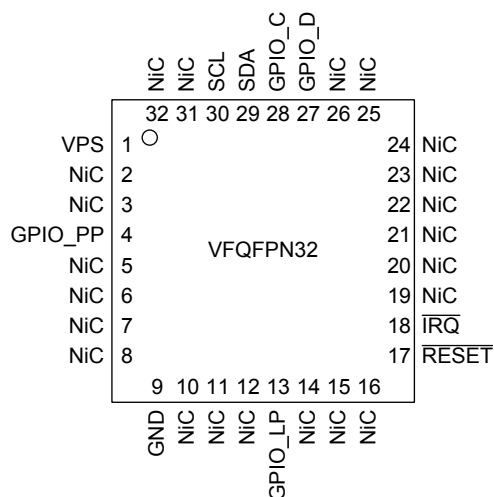 NiC NiC SCL SDA GPIO_C GPIO_D NiC NiC
32 31 30 29 28 27 26 25
VPS 1 24 NiC
NiC 2 23 NiC
NiC 3 22 NiC
GPIO_PP 4 21 NiC
VFQFPN32
NiC 5 20 NiC
NiC 6 19 NiC
NiC 7 18 IRQ
NiC 8 17 RESET
9 10 11 12 13 14 15 16
GND NiC NiC NiC GPIO_LP NiC NiC NiC